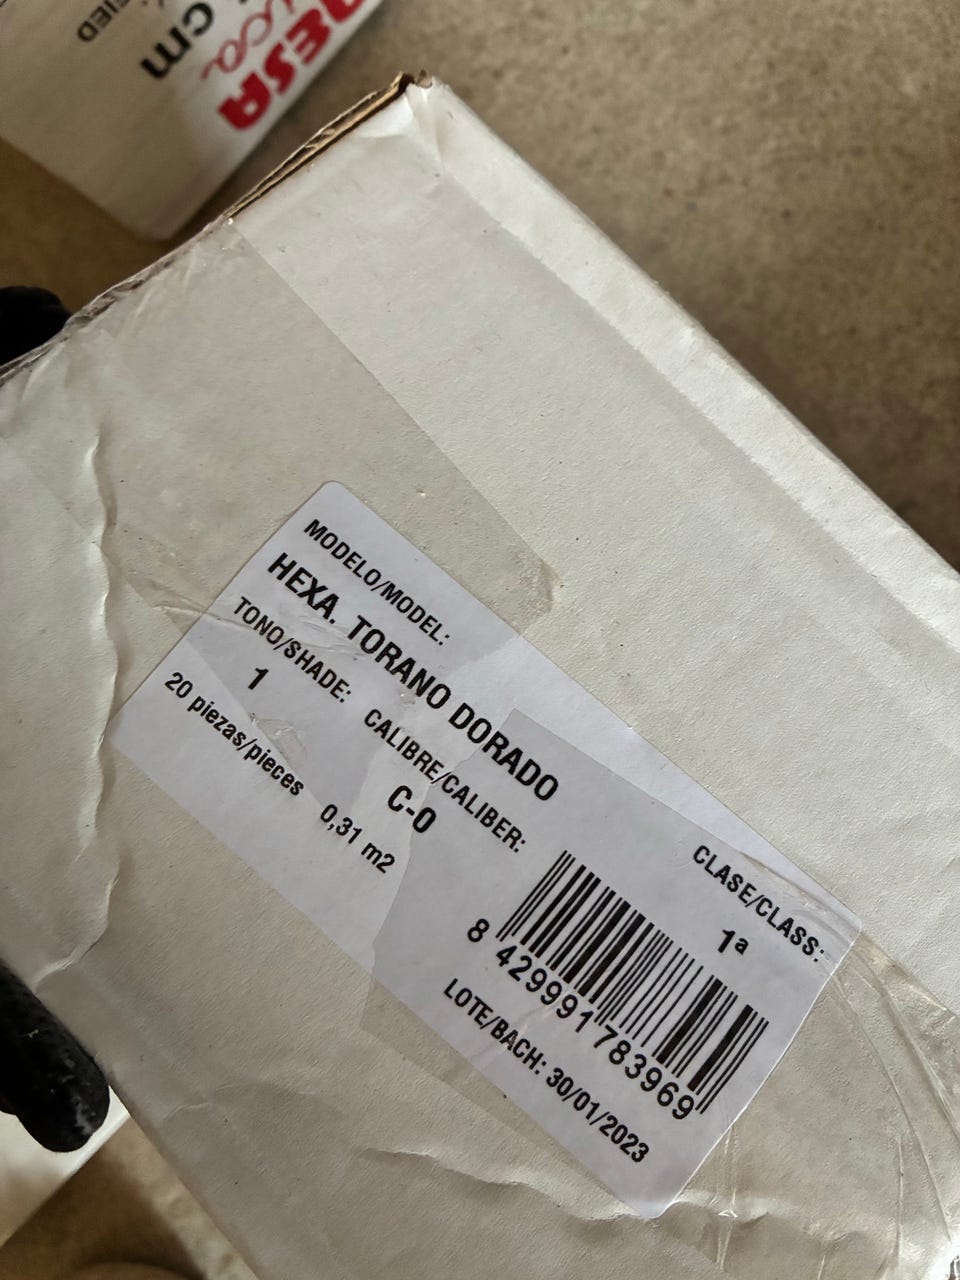 cm
MODELO/MODEL:
HEXA. TORANO DORADO
TONO/SHADE: CALIBRE/CALIBER: CLASE/CLASS:
1 C-0 1ª
20 piezas/pieces 0,31 m2
8 429991 783969
LOTE/BACH: 30/01/2023